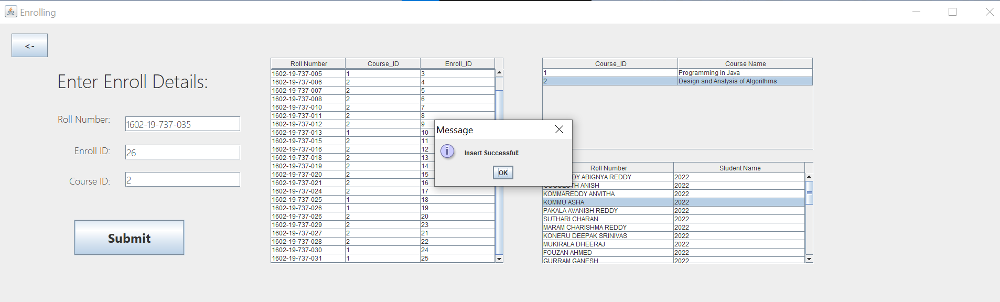 Enrolling
<-
Enter Enroll Details:
Roll Number: 1602-19-737-035
Enroll ID: 26
Course ID: 2
Submit
Roll Number Course_ID Enroll_ID
1602-19-737-005 1 3
1602-19-737-006 2 4
1602-19-737-007 2 5
1602-19-737-008 2 6
1602-19-737-010 2 7
1602-19-737-011 2 8
1602-19-737-012 2 9
1602-19-737-013 1 10
1602-19-737-015 2 11
1602-19-737-016 2 12
1602-19-737-018 2 13
1602-19-737-019 2 14
1602-19-737-020 2 15
1602-19-737-021 2 16
1602-19-737-024 2 17
1602-19-737-025 1 18
1602-19-737-026 1 19
1602-19-737-026 2 20
1602-19-737-029 2 23
1602-19-737-027 2 21
1602-19-737-028 2 22
1602-19-737-030 1 24
1602-19-737-031 1 25
Message
i
Insert Successful!
OK
Course_ID Course Name
1 Programming in Java
2 Design and Analysis of Algorithms
Roll Number Student Name
ABIGNYA REDDY 2022
ANISH 2022
KOMMAREDDY ANVITHA 2022
KOMMU ASHA 2022
PAKALA AVANISH REDDY 2022
SUTHARI CHARAN 2022
MARAM CHARISHMA REDDY 2022
KONERU DEEPAK SRINIVAS 2022
MUKIRALA DHEERAJ 2022
FOUZAN AHMED 2022
GURRAM GANESH 2022